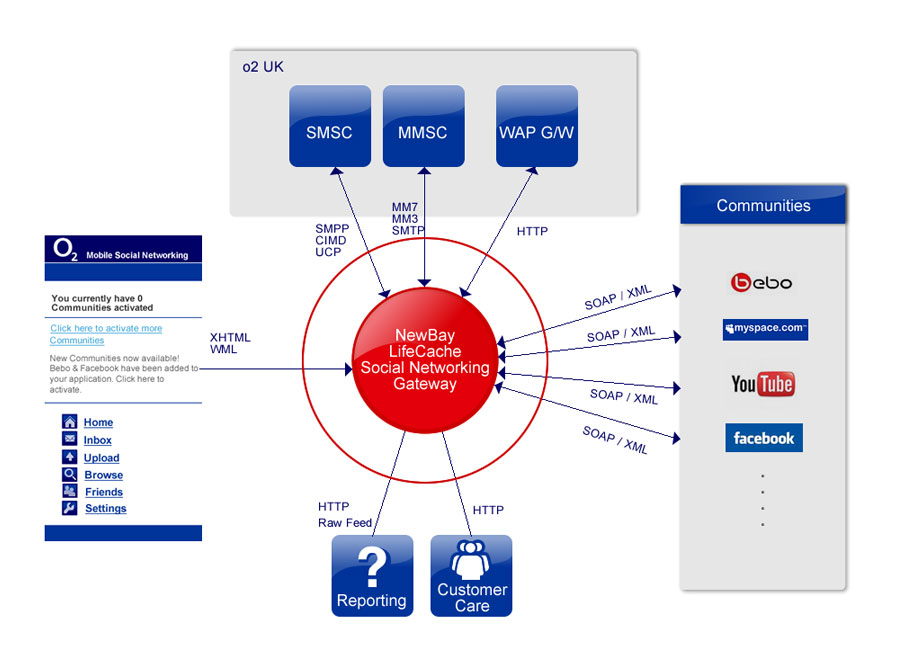 o2 UK
SMSC
MMSC
WAP G/W
SMPP
CIMD
UCP
MM7
MM3
SMTP
HTTP
Communities
bebo
myspace.com™
YouTube
facebook
SOAP / XML
SOAP / XML
SOAP / XML
SOAP / XML
O2 Mobile Social Networking
You currently have 0
Communities activated
Click here to activate more
Communities
New Communities now available!
Bebo & Facebook have been added to
your application. Click here to
activate.
Home
Inbox
Upload
Browse
Friends
Settings
XHTML
WML
NewBay
LifeCache
Social Networking
Gateway
HTTP
Raw Feed
HTTP
?
Reporting
Customer
Care